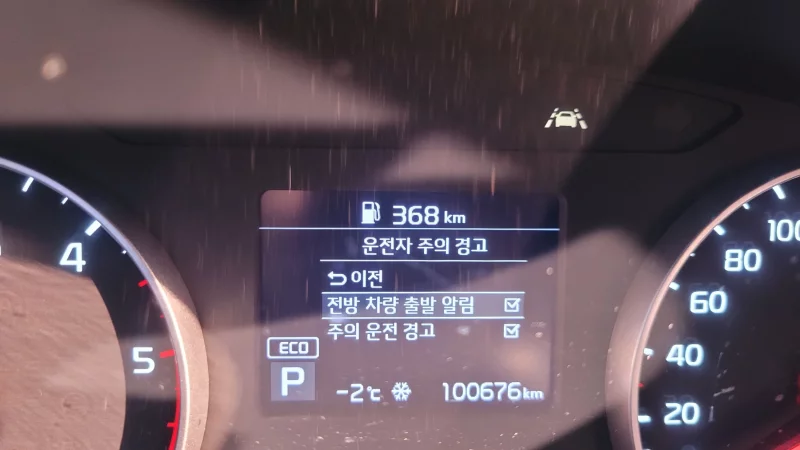 368 km
운전자 주의 경고
이전
전방 차량 출발 알림
주의 운전 경고
ECO
P
-2℃
100676km
4
5
100
80
60
40
20